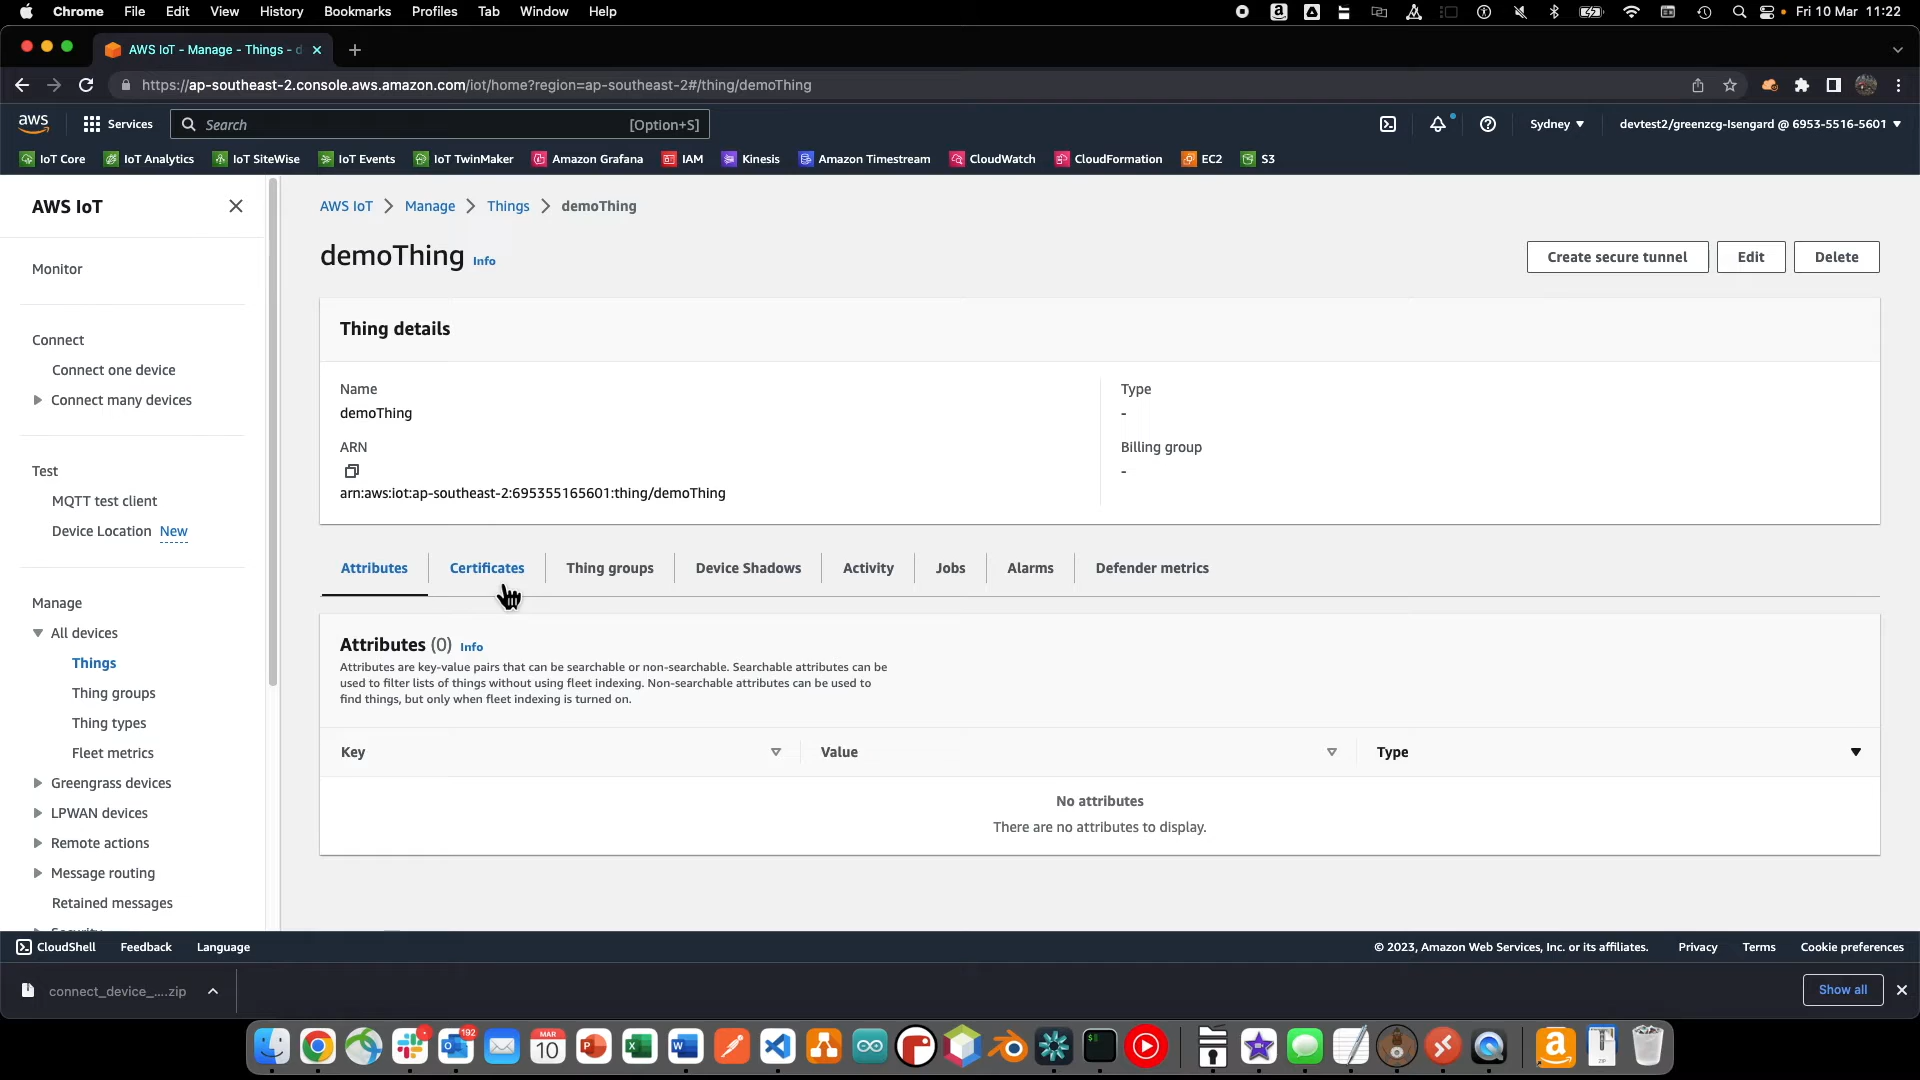 Chrome File Edit View History Bookmarks Profiles Tab Window Help Fri 10 Mar 11:22
AWS IoT - Manage - Things - d
https://ap-southeast-2.console.aws.amazon.com/iot/home?region=ap-southeast-2#/thing/demoThing
aws Services Search [Option+S] Sydney devtest2/greenzcg-Isengard @ 6953-5516-5601
IoT Core IoT Analytics IoT SiteWise IoT Events IoT TwinMaker Amazon Grafana IAM Kinesis Amazon Timestream CloudWatch CloudFormation EC2 S3
AWS IoT
Monitor
Connect
Connect one device
Connect many devices
Test
MQTT test client
Device Location New
Manage
All devices
Things
Thing groups
Thing types
Fleet metrics
Greengrass devices
LPWAN devices
Remote actions
Message routing
Retained messages
AWS IoT Manage Things demoThing
demoThing Info
Create secure tunnel Edit Delete
Thing details
Name
demoThing
ARN
arn:aws:iot:ap-southeast-2:695355165601:thing/demoThing
Type
-
Billing group
-
Attributes Certificates Thing groups Device Shadows Activity Jobs Alarms Defender metrics
Attributes (0) Info
Attributes are key-value pairs that can be searchable or non-searchable. Searchable attributes can be
used to filter lists of things without using fleet indexing. Non-searchable attributes can be used to
find things, but only when fleet indexing is turned on.
Key Value Type
No attributes
There are no attributes to display.
CloudShell Feedback Language © 2023, Amazon Web Services, Inc. or its affiliates. Privacy Terms Cookie preferences
connect_device_....zip Show all
192
MAR
10